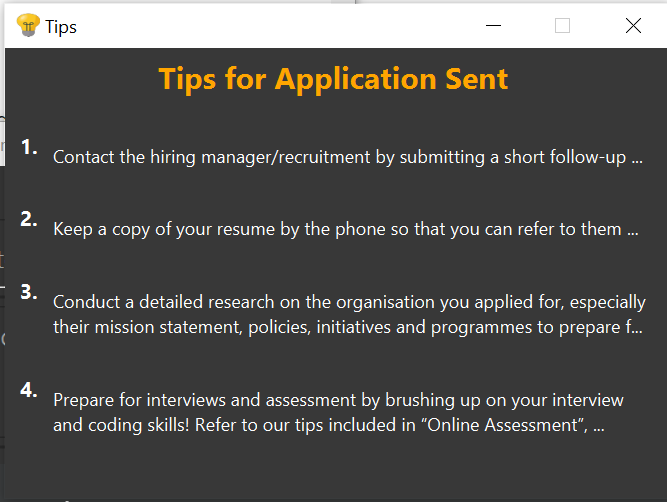 Tips
Tips for Application Sent
1.
Contact the hiring manager/recruitment by submitting a short follow-up ...
2.
Keep a copy of your resume by the phone so that you can refer to them ...
3.
Conduct a detailed research on the organisation you applied for, especially
their mission statement, policies, initiatives and programmes to prepare f...
4.
Prepare for interviews and assessment by brushing up on your interview
and coding skills! Refer to our tips included in “Online Assessment”, ...